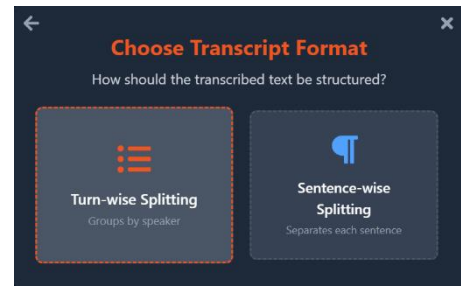 Choose Transcript Format
How should the transcribed text be structured?
Turn-wise Splitting
Groups by speaker
Sentence-wise
Splitting
Separates each sentence